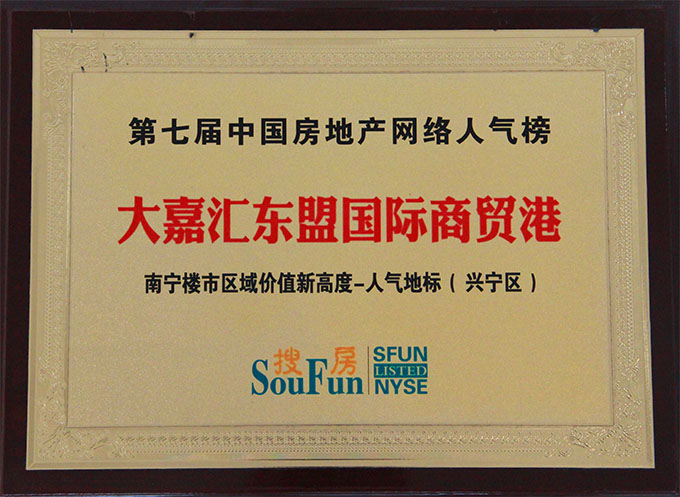 第七届中国房地产网络人气榜
大嘉汇东盟国际商贸港
南宁楼市区域价值新高度-人气地标（兴宁区）
搜房
SouFun
SFUN
LISTED
NYSE